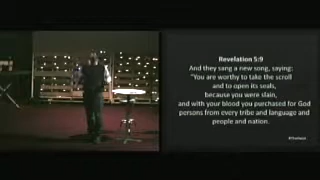 Revelation 5:9
And they sang a new song, saying:
"You are worthy to take the scroll
and to open its seals,
because you were slain,
and with your blood you purchased for God
persons from every tribe and language and
people and nation.